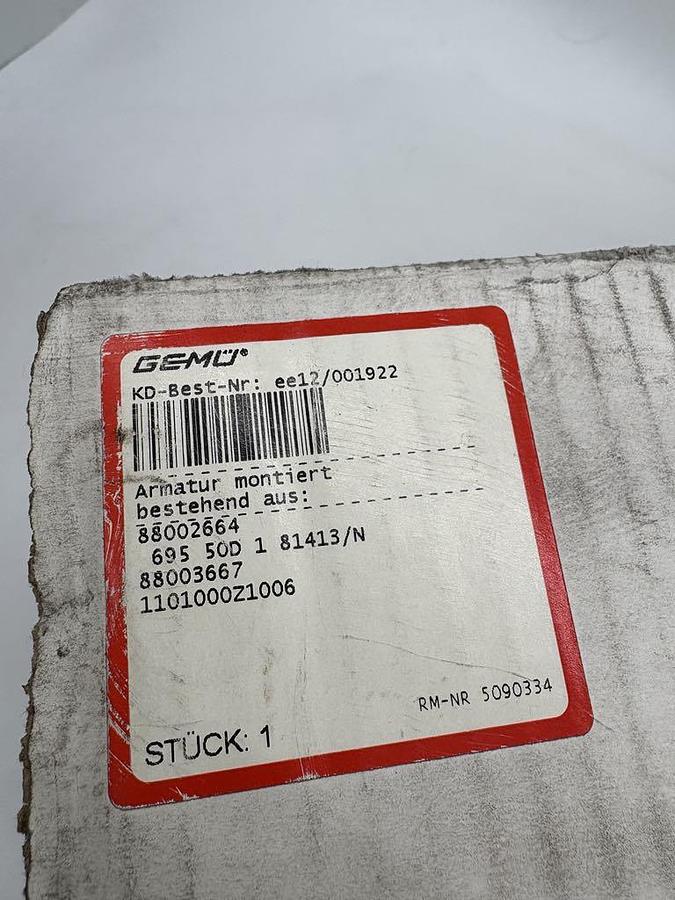 GEMÜ®
KD-Best-Nr: ee12/001922
Armatur montiert
bestehend aus:
88002664
695 50D 1 81413/N
88003667
1101000Z1006
RM-NR 5090334
STÜCK: 1